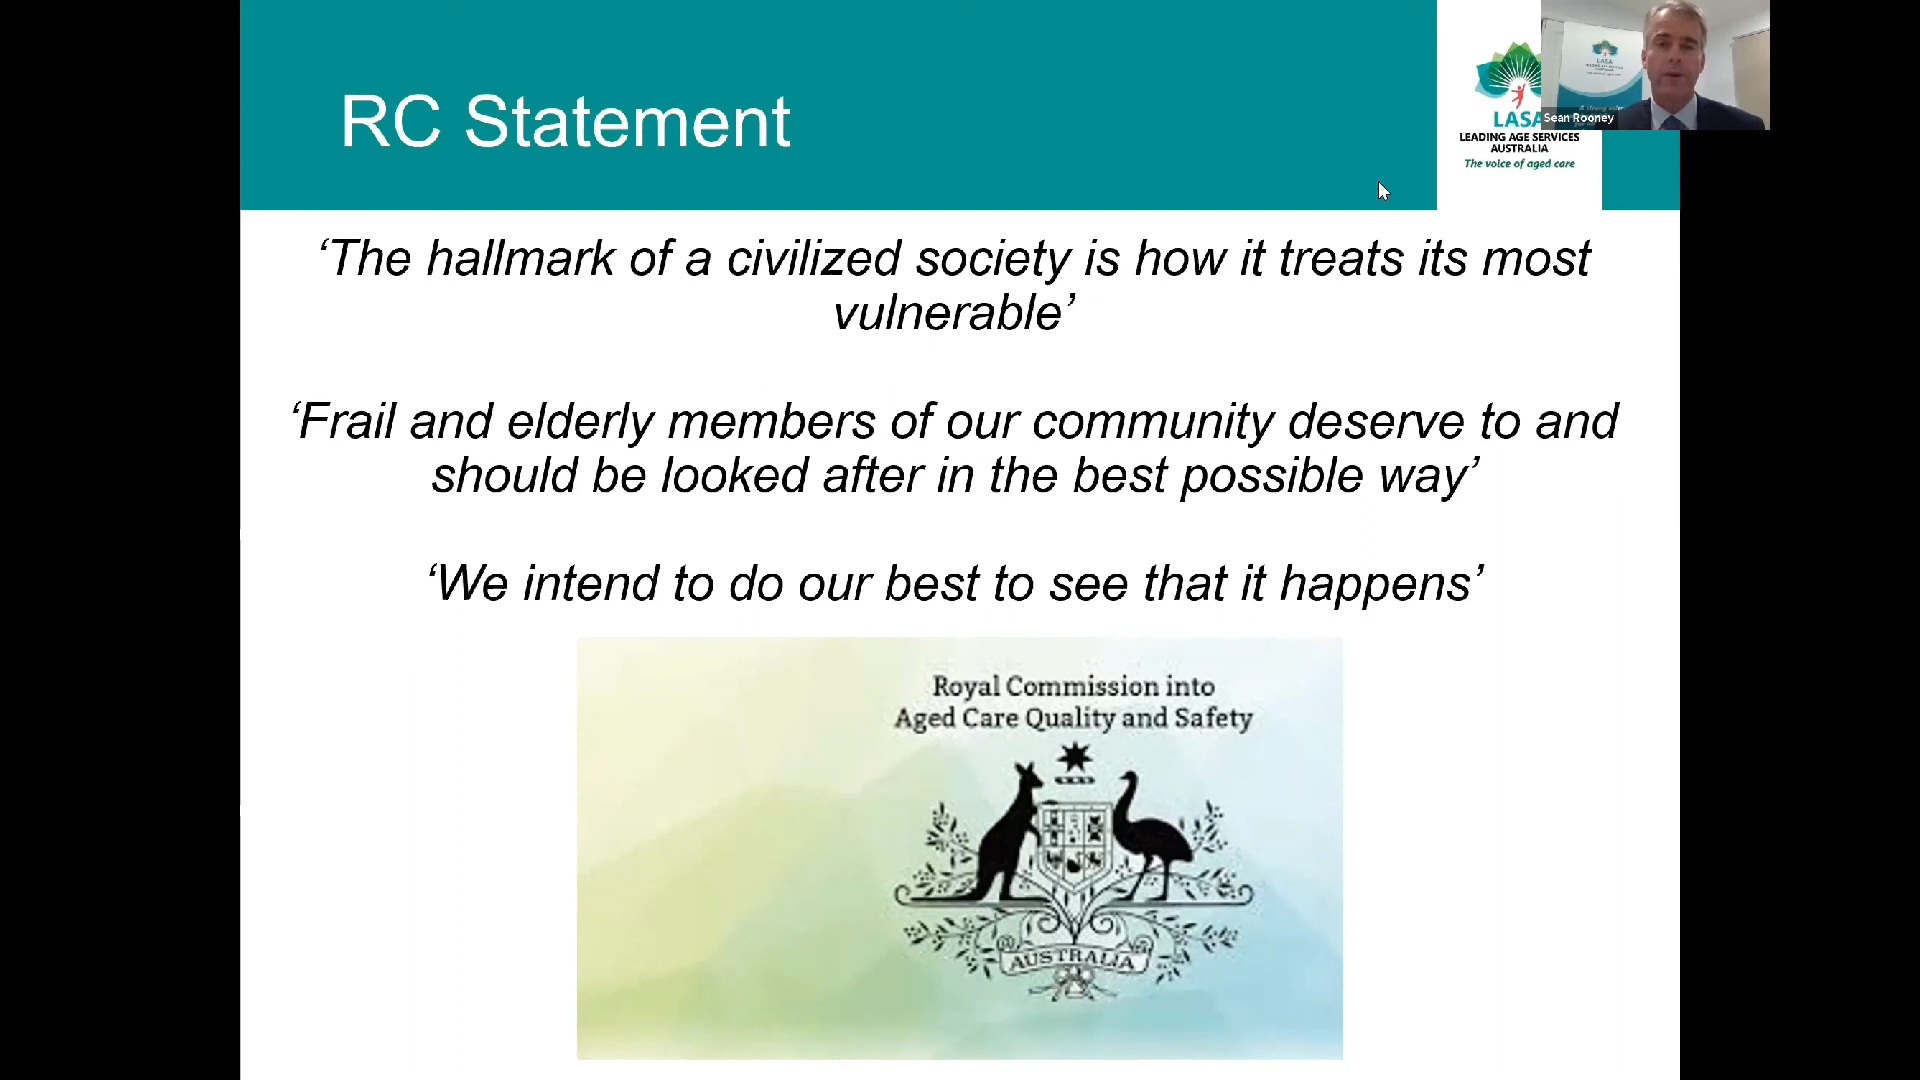 RC Statement
LASA
LEADING AGE SERVICES
AUSTRALIA
The voice of aged care
LASA
Sean Rooney
‘The hallmark of a civilized society is how it treats its most
vulnerable’
‘Frail and elderly members of our community deserve to and
should be looked after in the best possible way’
‘We intend to do our best to see that it happens’
Royal Commission into
Aged Care Quality and Safety
AUSTRALIA